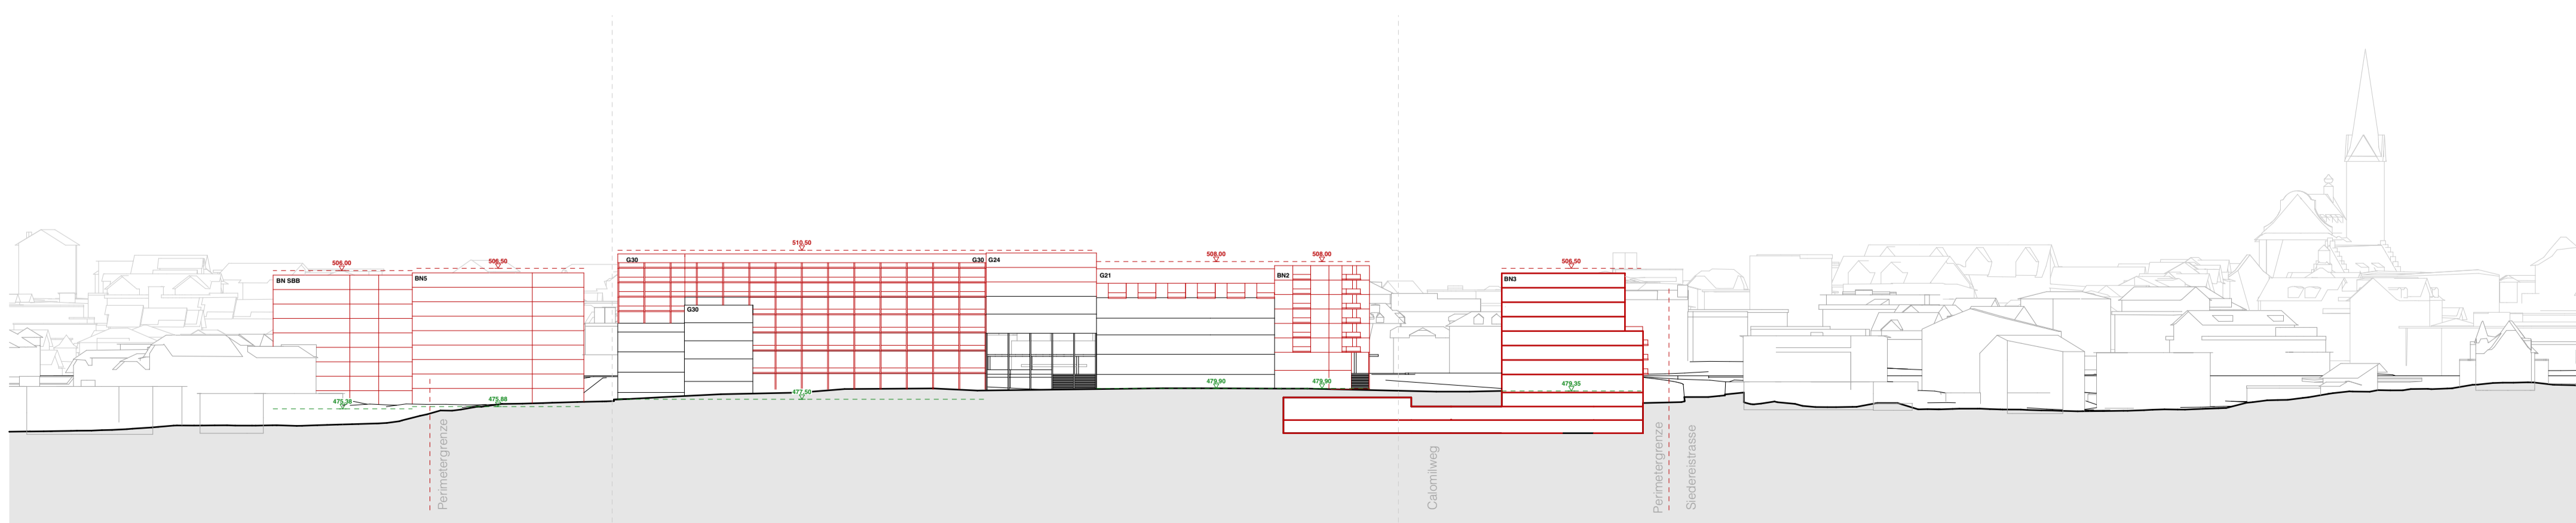 510.50
506.00
506.50
508.00
508.00
506.50
BN SBB
BN5
G30
G30
G24
G21
BN2
BN3
G30
475.38
475.88
477.50
479.90
479.90
479.35
Perimetergrenze
Calomilweg
Perimetergrenze
Siedereistrasse